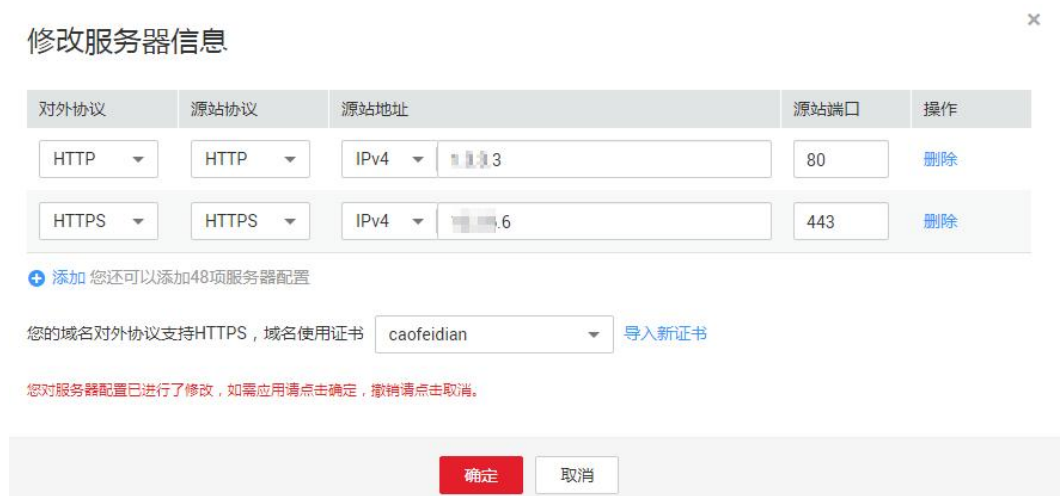 修改服务器信息
×
对外协议 源站协议 源站地址 源站端口 操作
HTTP HTTP IPv4 3 80 删除
HTTPS HTTPS IPv4 .6 443 删除
添加 您还可以添加48项服务器配置
您的域名对外协议支持HTTPS，域名使用证书 caofeidian 导入新证书
您对服务器配置已进行了修改，如需应用请点击确定，撤销请点击取消。
确定 取消